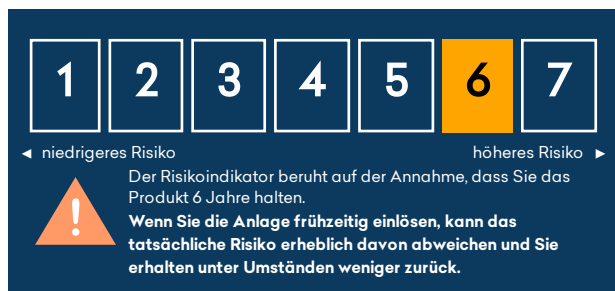 1 2 3 4 5 6 7
◄ niedrigeres Risiko höheres Risiko ►
Der Risikoindikator beruht auf der Annahme, dass Sie das
Produkt 6 Jahre halten.
Wenn Sie die Anlage frühzeitig einlösen, kann das
tatsächliche Risiko erheblich davon abweichen und Sie
erhalten unter Umständen weniger zurück.